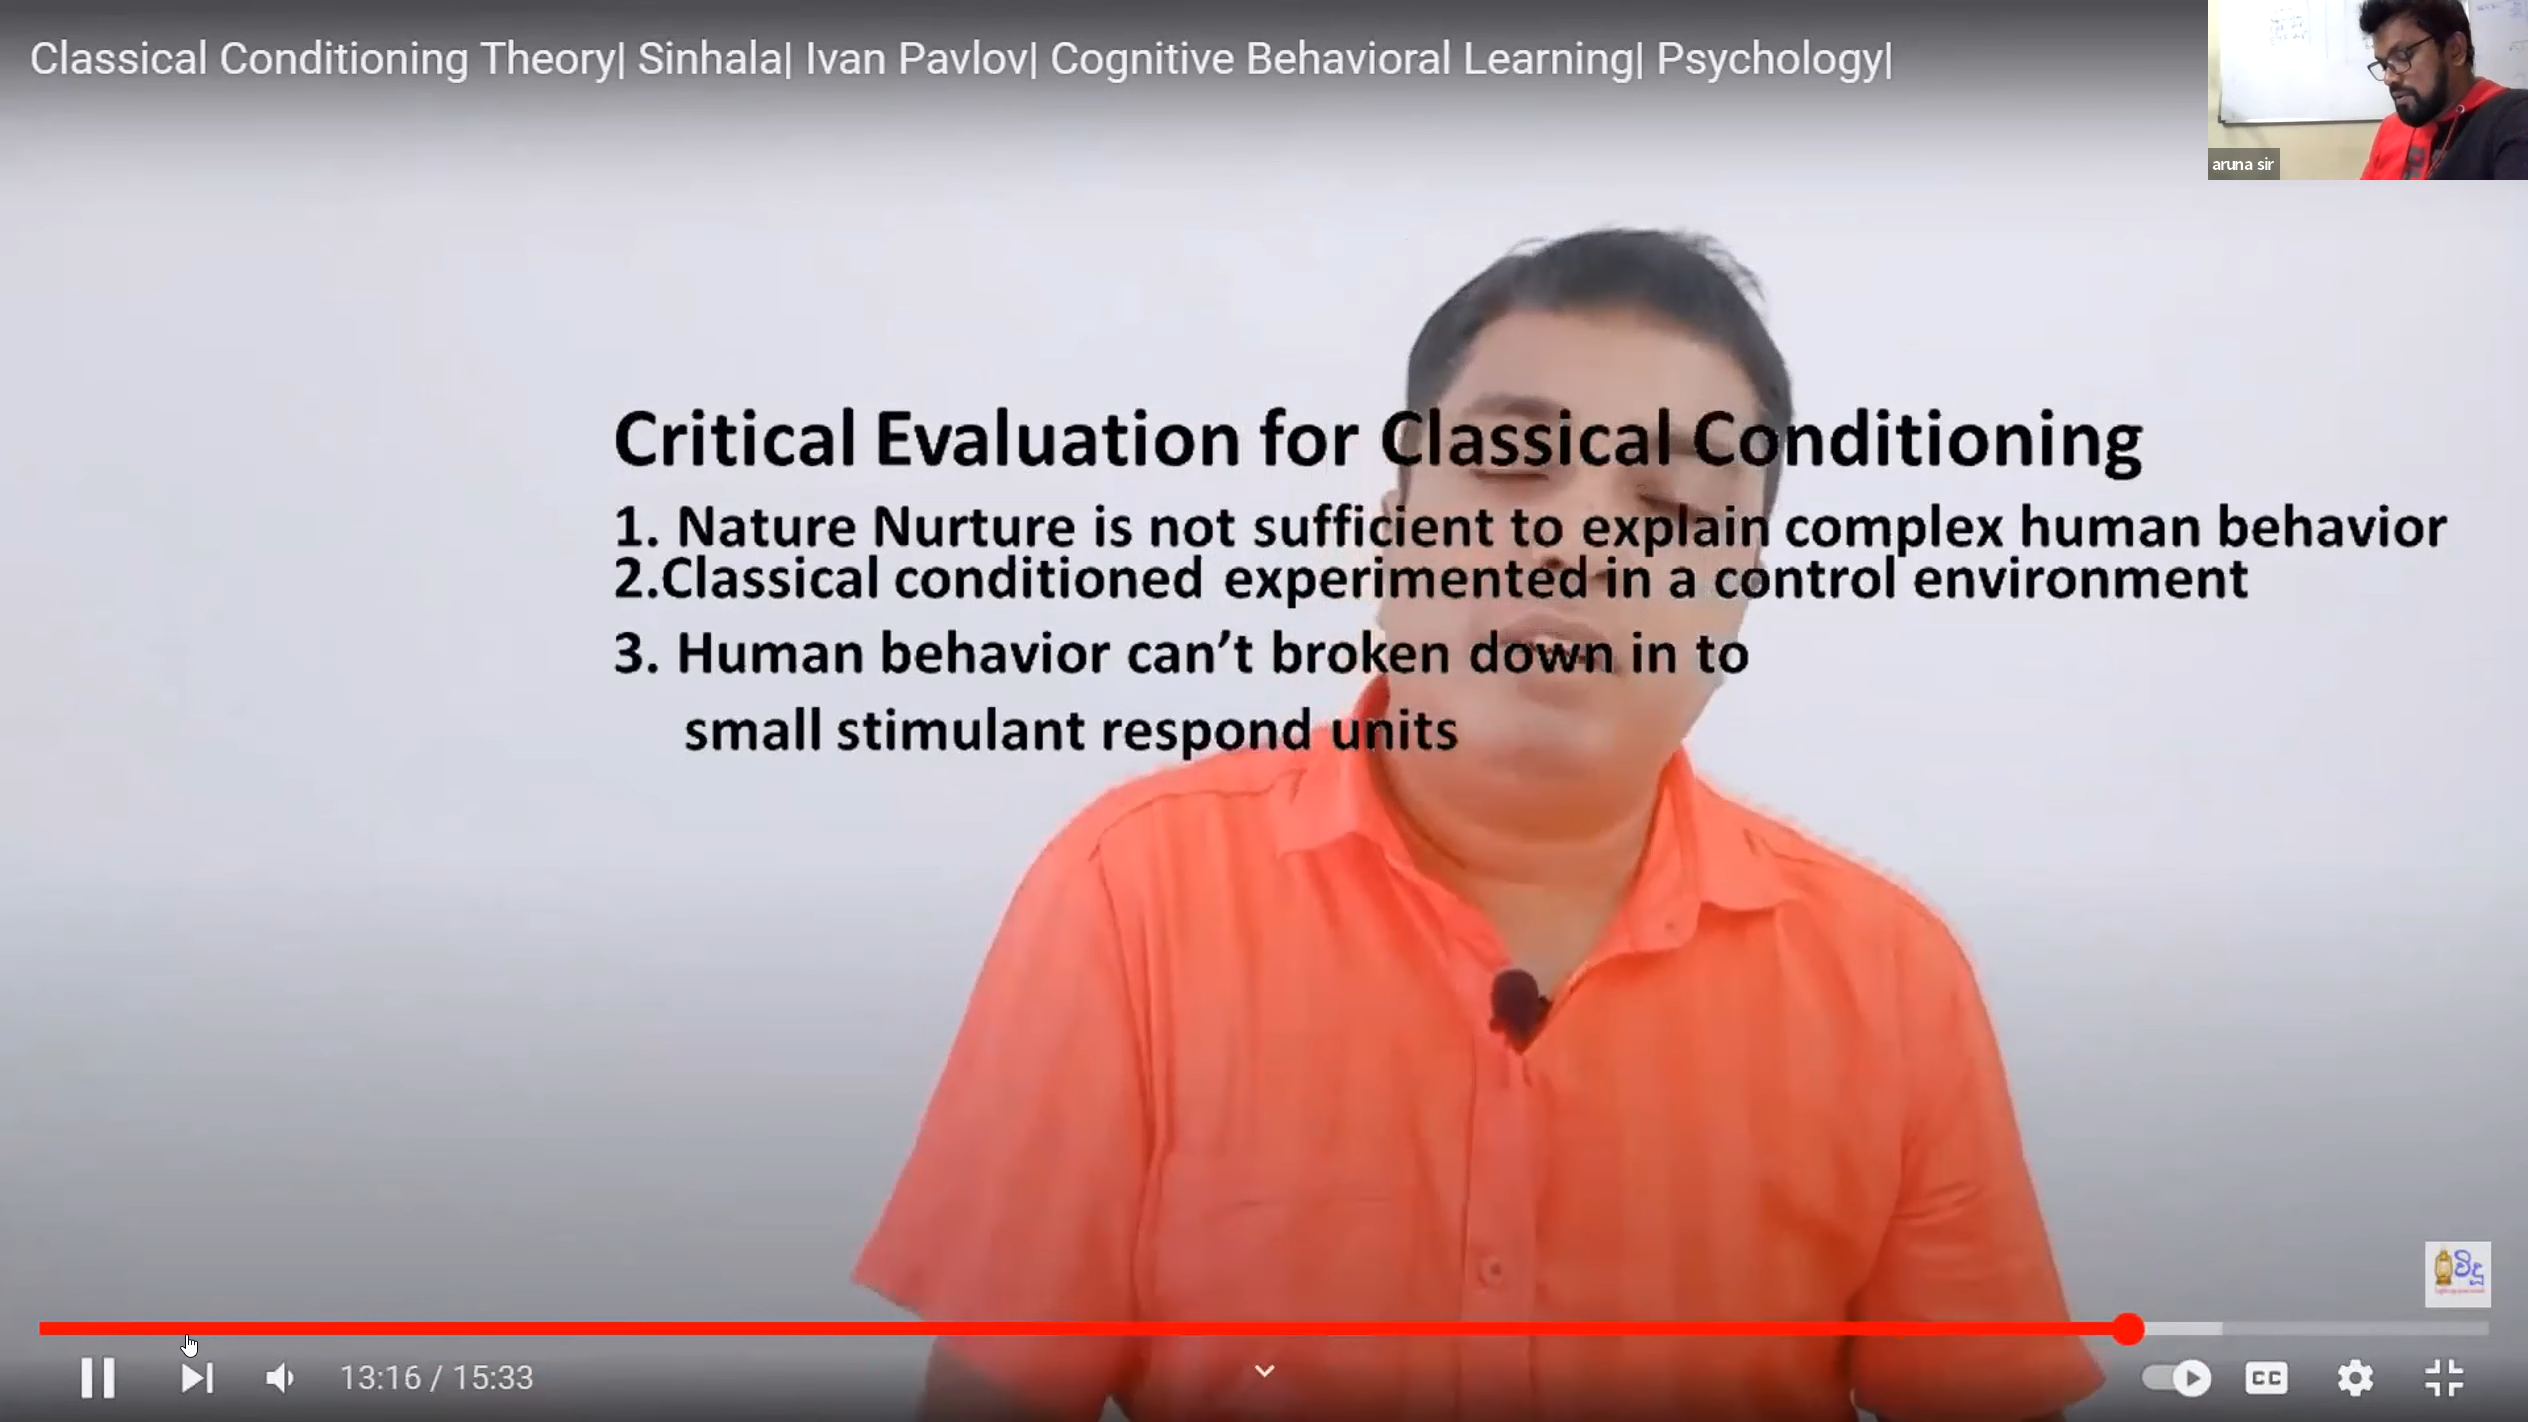 Classical Conditioning Theory| Sinhala| Ivan Pavlov| Cognitive Behavioral Learning| Psychology|
aruna sir
Critical Evaluation for Classical Conditioning
1. Nature Nurture is not sufficient to explain complex human behavior
2.Classical conditioned experimented in a control environment
3. Human behavior can’t broken down in to
small stimulant respond units
විදූ
13:16 / 15:33
CC